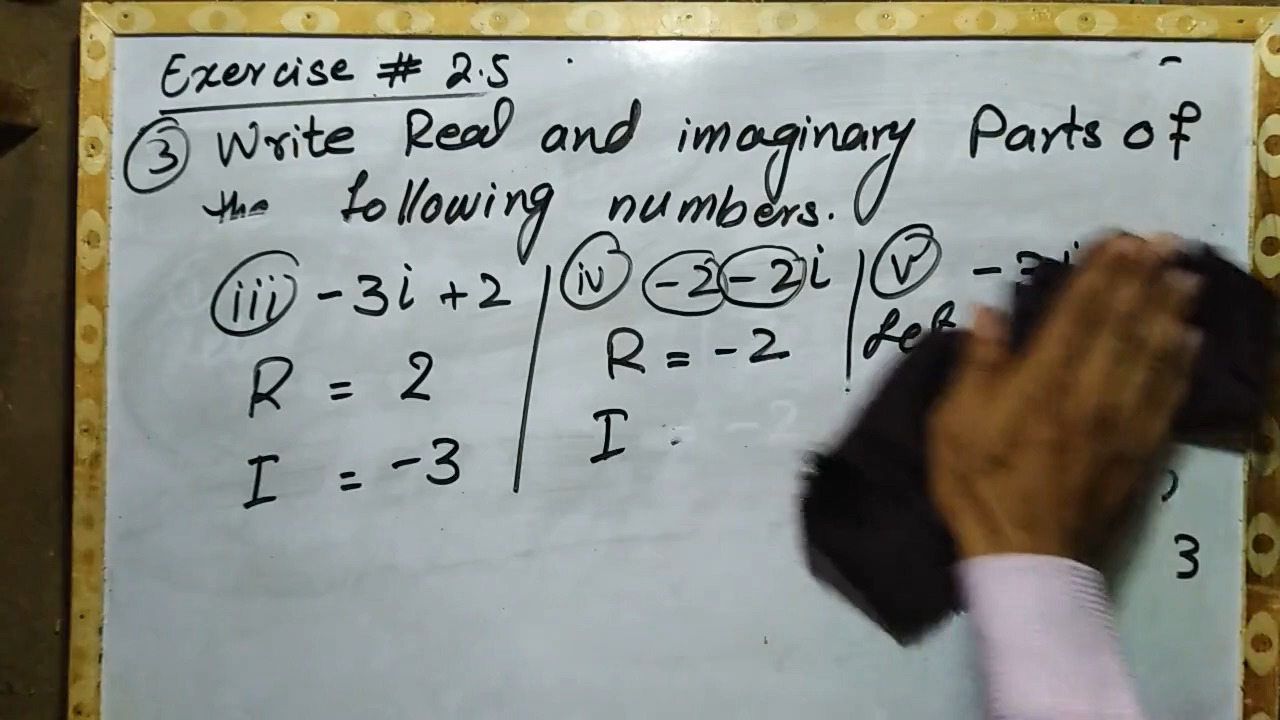 Exercise # 2.5
③ Write Real and imaginary Parts of
the following numbers.
iii -3i + 2
R = 2
I = -3
iv -2 -2i
R = -2
I = -2
v
3